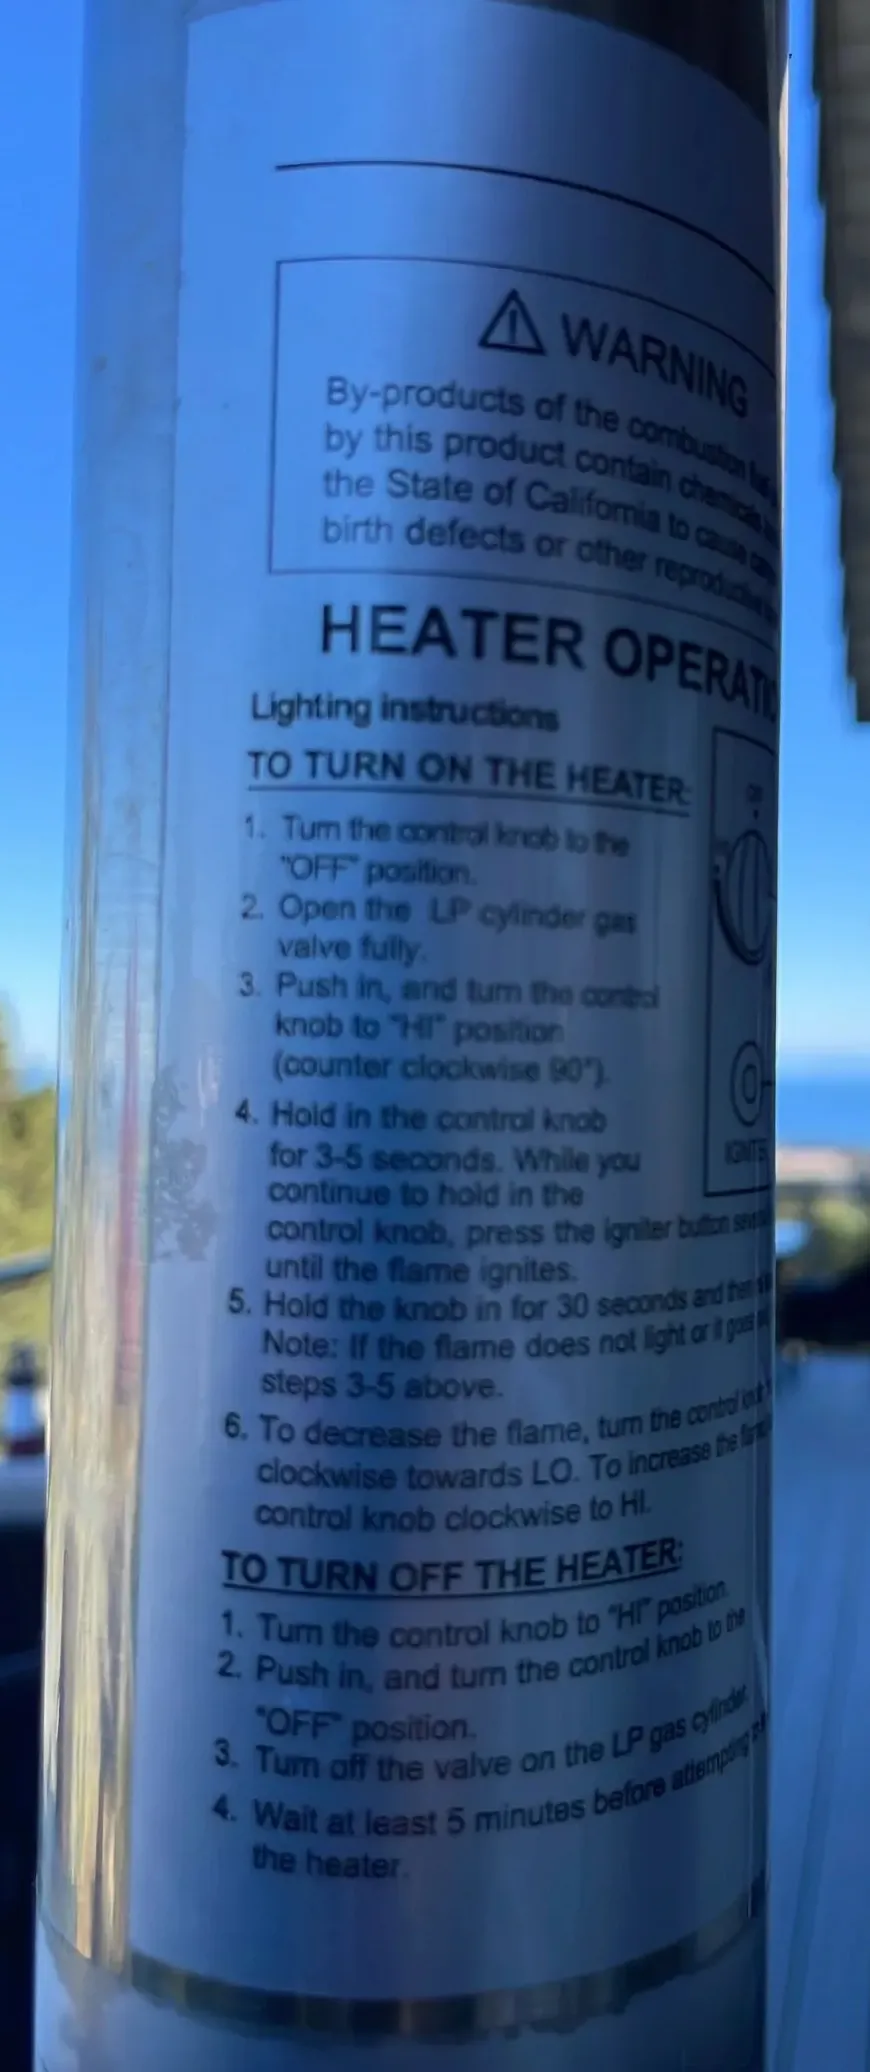 WARNING
By-products of the combustion
by this product contain chemicals
the State of California to cause
birth defects or other reproductive
HEATER
Lighting instructions
TO TURN ON THE HEATER:
1. Turn the control knob to the
"OFF" position.
2. Open the LP cylinder gas
valve fully.
3. Push in, and turn the control
knob to "HI" position
(counter clockwise 90°).
4. Hold in the control knob
for 3-5 seconds. While you
continue to hold in the
control knob, press the igniter button
until the flame ignites.
5. Hold the knob in for 30 seconds and then
Note: If the flame does not light or it goes
steps 3-5 above.
6. To decrease the flame, turn the control
clockwise towards LO. To increase the
control knob clockwise to HI.
TO TURN OFF THE HEATER:
1. Turn the control knob to "HI" position.
2. Push in, and turn the control knob to the
"OFF" position.
3. Turn off the valve on the LP gas cylinder.
4. Wait at least 5 minutes before attempting
the heater.